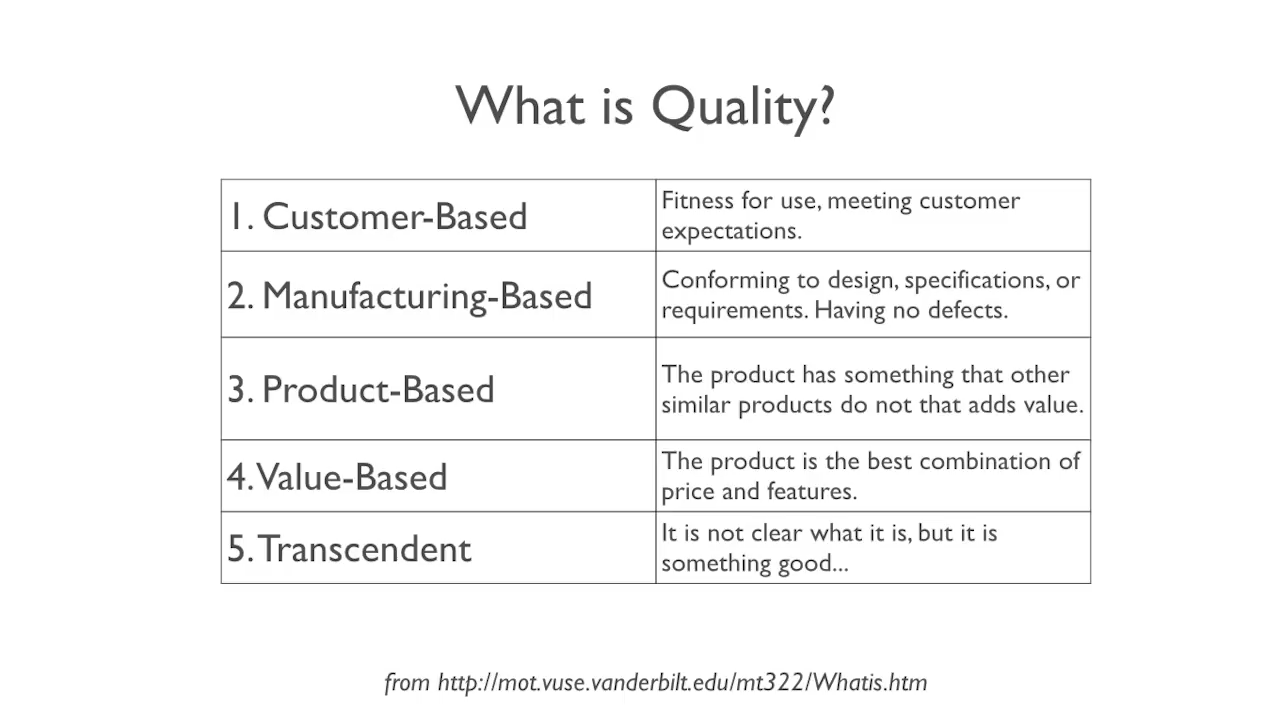 What is Quality?
1. Customer-Based
Fitness for use, meeting customer
expectations.
2. Manufacturing-Based
Conforming to design, specifications, or
requirements. Having no defects.
3. Product-Based
The product has something that other
similar products do not that adds value.
4. Value-Based
The product is the best combination of
price and features.
5. Transcendent
It is not clear what it is, but it is
something good...
from http://mot.vuse.vanderbilt.edu/mt322/Whatis.htm